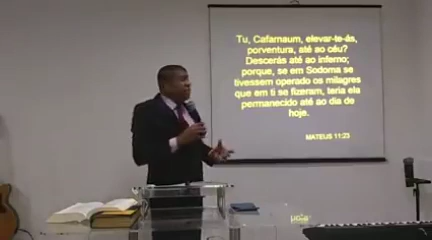 Tu, Cafarnaum, elevar-te-ás,
porventura, até ao céu?
Descerás até ao inferno;
porque, se em Sodoma se
tivessem operado os milagres
que em ti se fizeram, teria ela
permanecido até ao dia de
hoje.
MATEUS 11:23